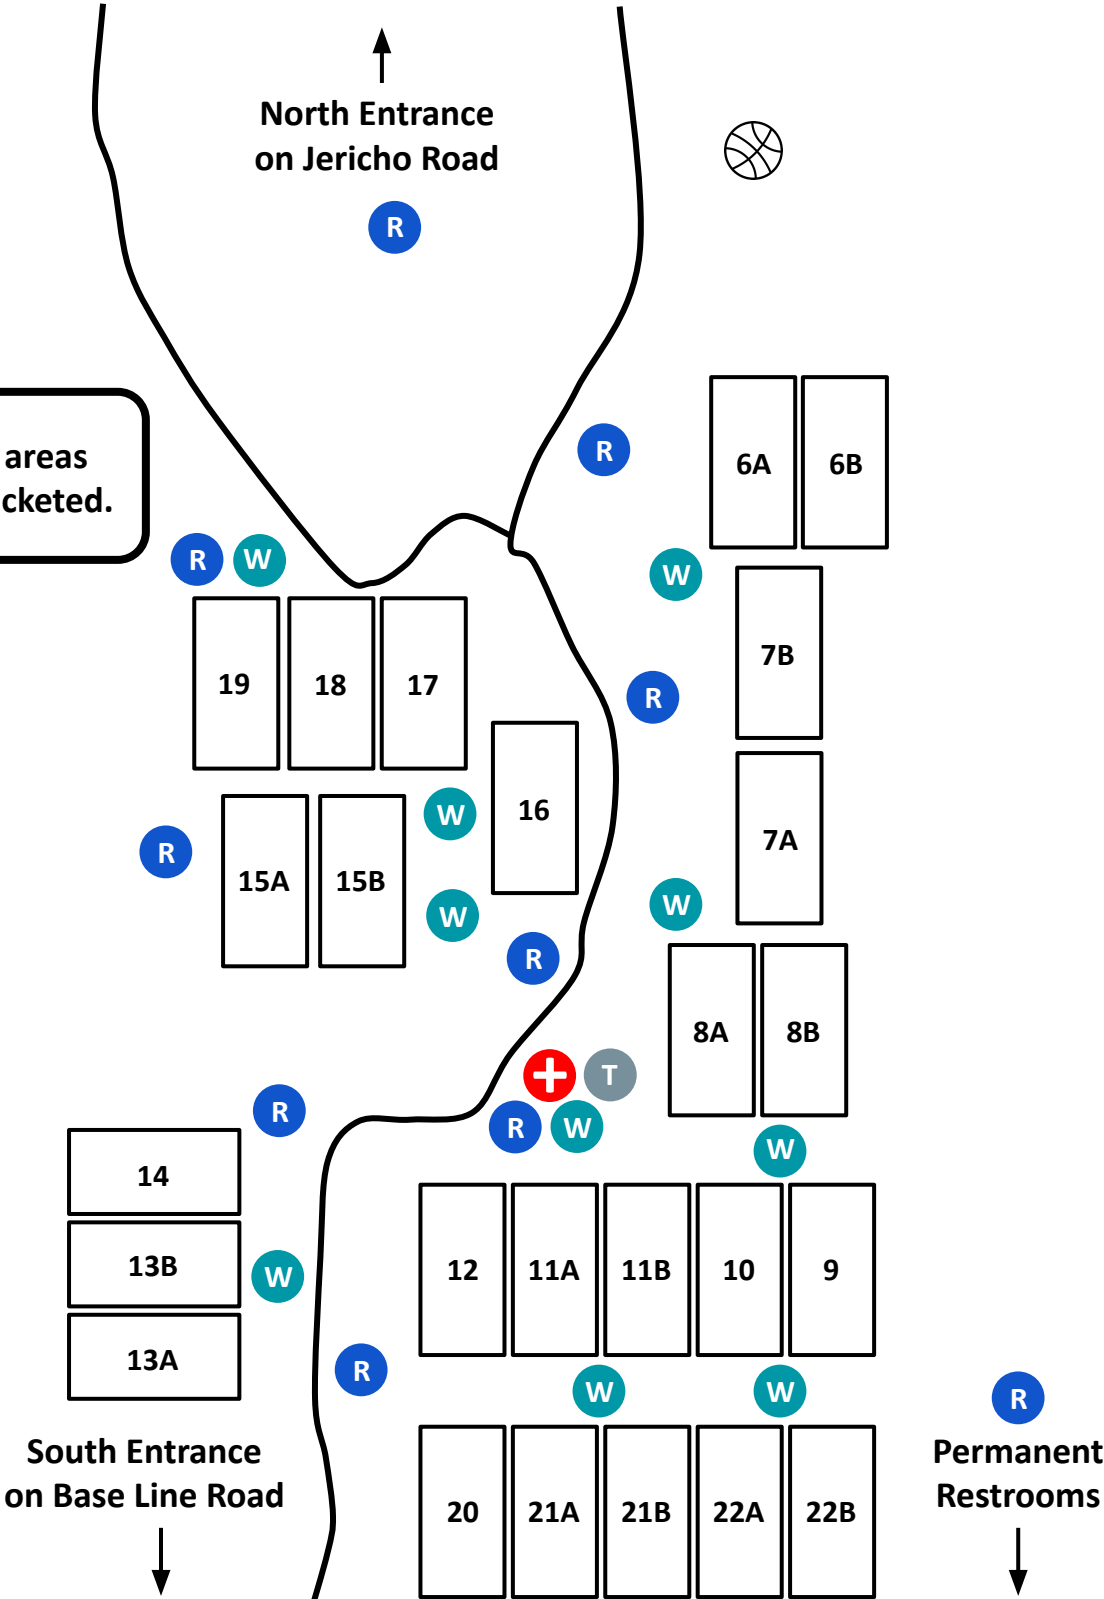 North Entrance
on Jericho Road
R
R
6A
6B
areas
cketed.
R
W
W
7B
19
18
17
R
16
W
7A
R
15A
15B
W
W
R
8A
8B
T
R
R
W
W
14
13B
W
13A
12
11A
11B
10
9
R
W
W
R
South Entrance
on Base Line Road
Permanent
Restrooms
20
21A
21B
22A
22B